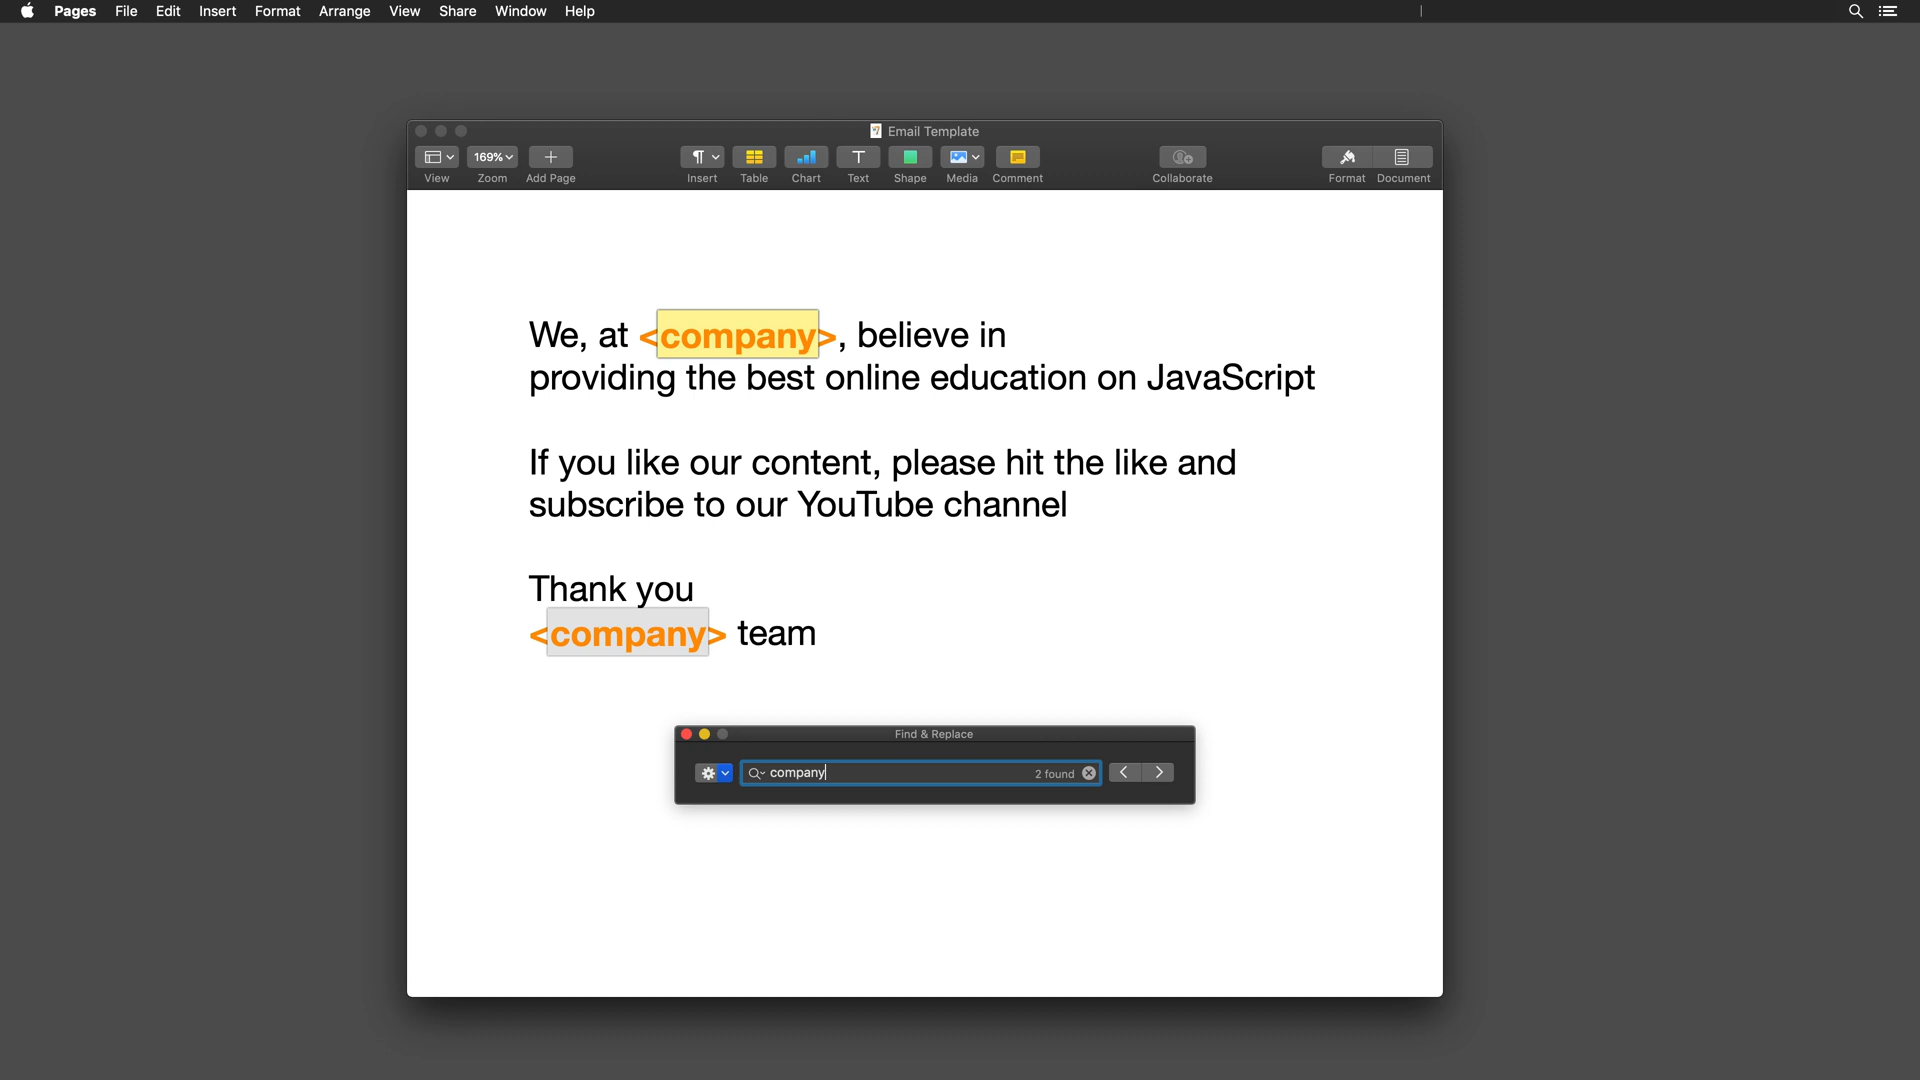 Pages File Edit Insert Format Arrange View Share Window Help
Email Template
169%
View Zoom Add Page Insert Table Chart Text Shape Media Comment Collaborate Format Document
We, at <company>, believe in
providing the best online education on JavaScript
If you like our content, please hit the like and
subscribe to our YouTube channel
Thank you
<company> team
Find & Replace
company 2 found